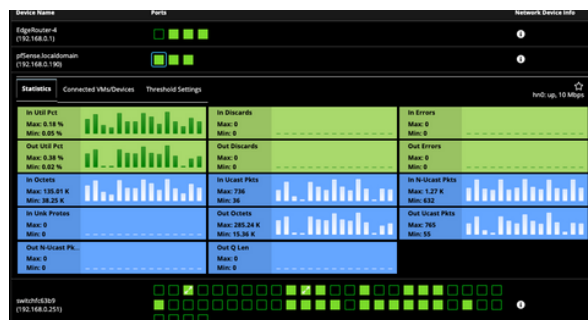 Device Name Ports Network Device Info
EdgeRouter-4
(192.168.0.1)
pfSense.localdomain
(192.168.0.190)
Statistics Connected VMs/Devices Threshold Settings
hn0: up, 10 Mbps
In Util Pct
Max: 0.18 %
Min: 0.05 %
In Discards
Max: 0
Min: 0
In Errors
Max: 0
Min: 0
Out Util Pct
Max: 0.38 %
Min: 0.02 %
Out Discards
Max: 0
Min: 0
Out Errors
Max: 0
Min: 0
In Octets
Max: 135.01 K
Min: 38.25 K
In Ucast Pkts
Max: 736
Min: 36
In N-Ucast Pkts
Max: 1.27 K
Min: 632
In Unk Protos
Max: 0
Min: 0
Out Octets
Max: 285.24 K
Min: 15.36 K
Out Ucast Pkts
Max: 765
Min: 55
Out N-Ucast Pk...
Max: 0
Min: 0
Out Q Len
Max: 0
Min: 0
switchfc63b9
(192.168.0.251)